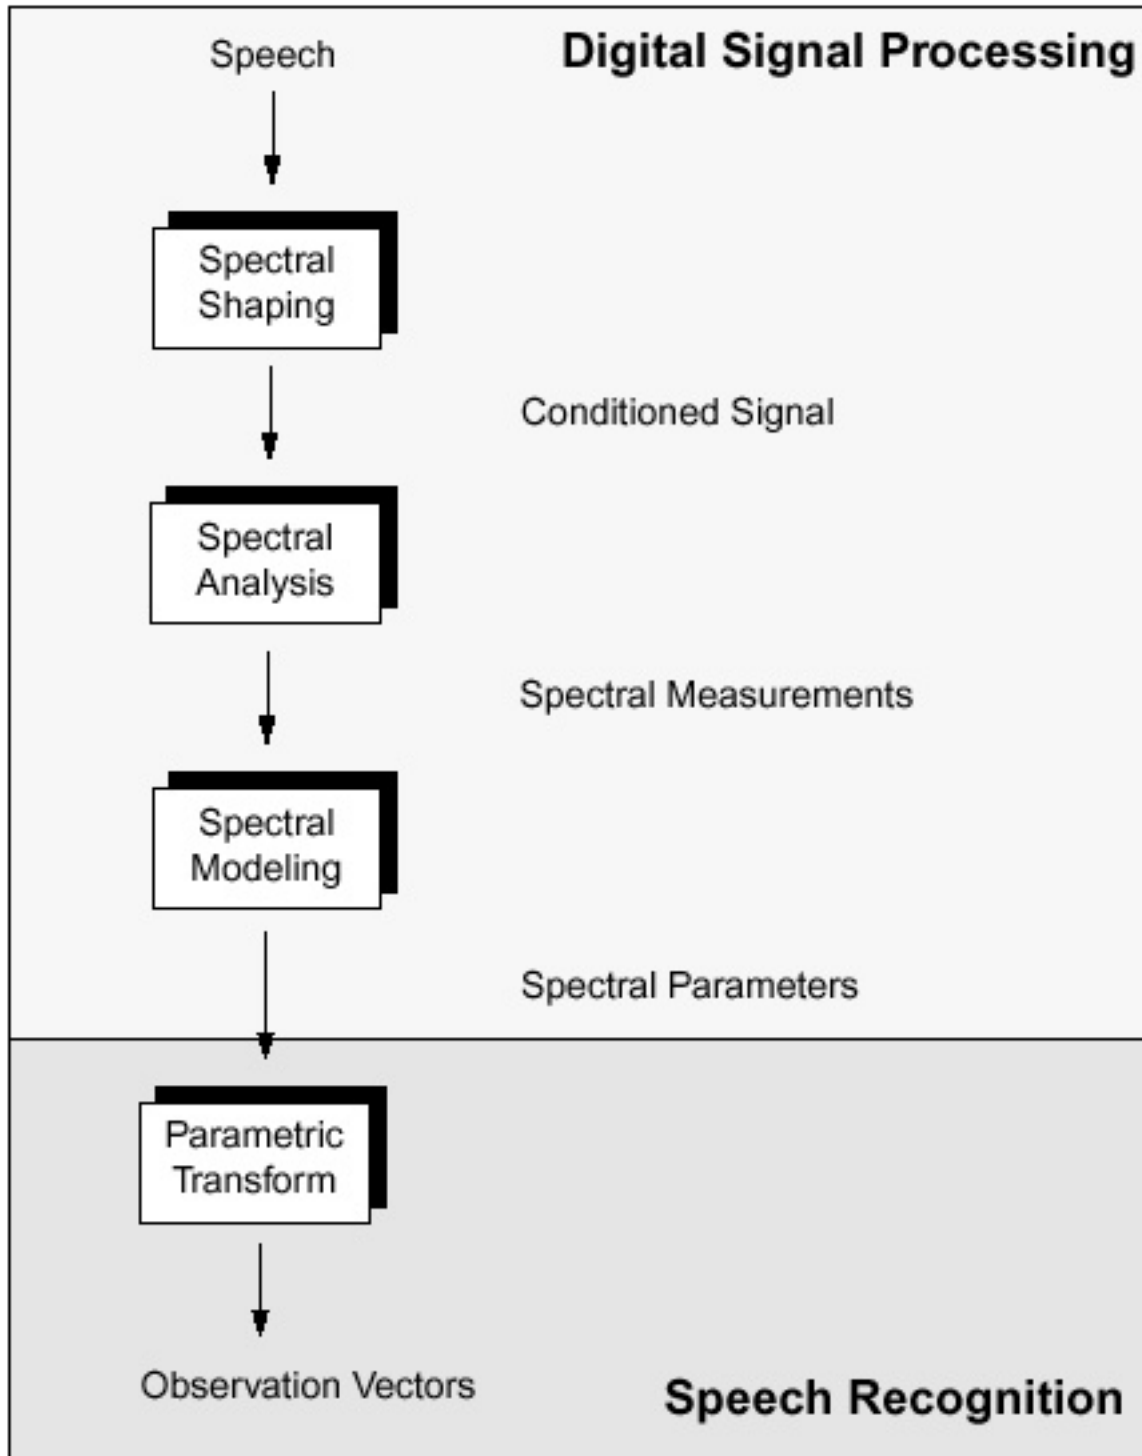 Speech
Digital Signal Processing
Spectral
Shaping
Conditioned Signal
Spectral
Analysis
Spectral Measurements
Spectral
Modeling
Spectral Parameters
Parametric
Transform
Observation Vectors
Speech Recognition